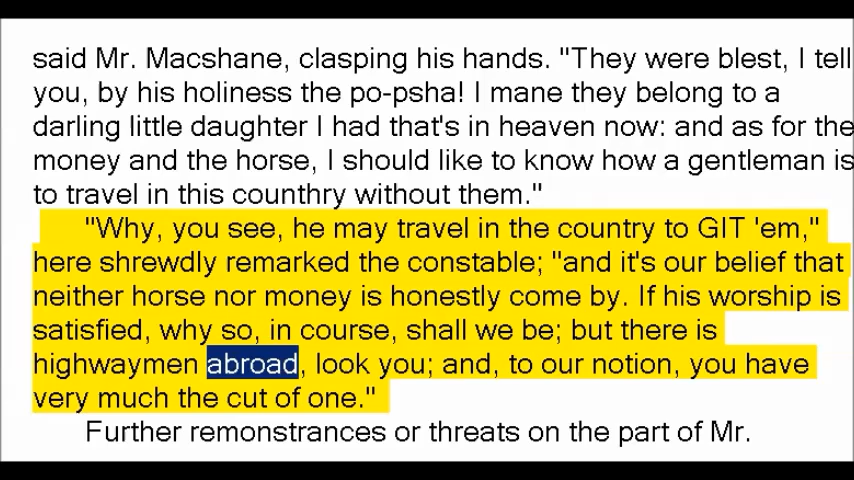 said Mr. Macshane, clasping his hands. "They were blest, I tell
you, by his holiness the po-psha! I mane they belong to a
darling little daughter I had that's in heaven now: and as for the
money and the horse, I should like to know how a gentleman is
to travel in this counthry without them."
"Why, you see, he may travel in the country to GIT 'em,"
here shrewdly remarked the constable; "and it's our belief that
neither horse nor money is honestly come by. If his worship is
satisfied, why so, in course, shall we be; but there is
highwaymen abroad, look you; and, to our notion, you have
very much the cut of one."
Further remonstrances or threats on the part of Mr.